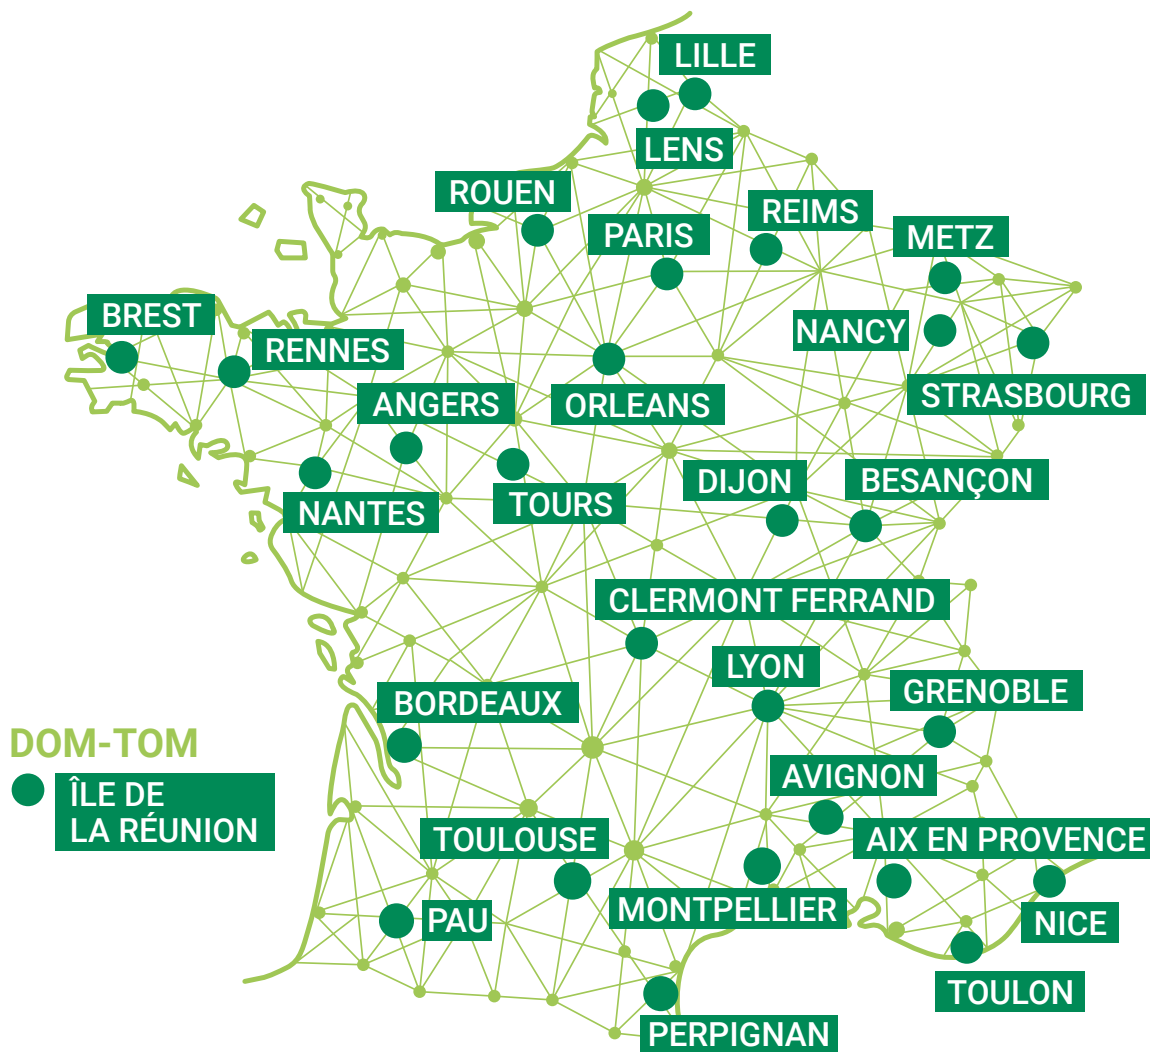 LILLE
LENS
ROUEN
REIMS
PARIS
METZ
BREST
NANCY
RENNES
STRASBOURG
ANGERS
ORLEANS
DIJON
BESANÇON
TOURS
NANTES
CLERMONT FERRAND
LYON
GRENOBLE
BORDEAUX
DOM-TOM
AVIGNON
ÎLE DE
LA RÉUNION
TOULOUSE
AIX EN PROVENCE
MONTPELLIER
PAU
NICE
TOULON
PERPIGNAN